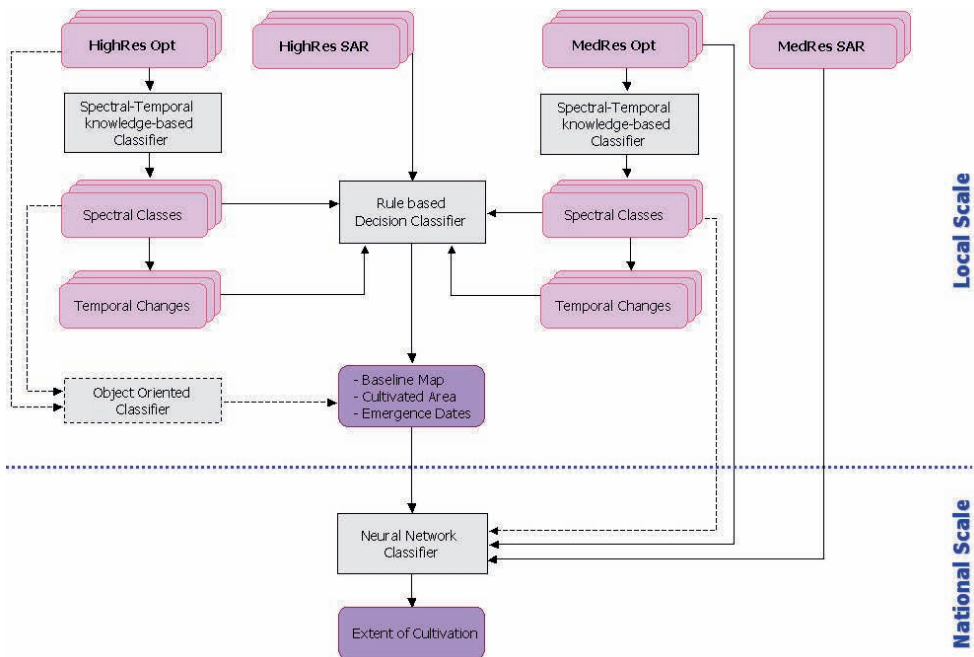 HighRes Opt
HighRes SAR
MedRes Opt
MedRes SAR
Spectral-Temporal
knowledge-based
Classifier
Spectral-Temporal
knowledge-based
Classifier
Spectral Classes
Rule based
Decision Classifier
Spectral Classes
Temporal Changes
Temporal Changes
Local Scale
Object Oriented
Classifier
- Baseline Map
- Cultivated Area
- Emergence Dates
Neural Network
Classifier
National Scale
Extent of Cultivation